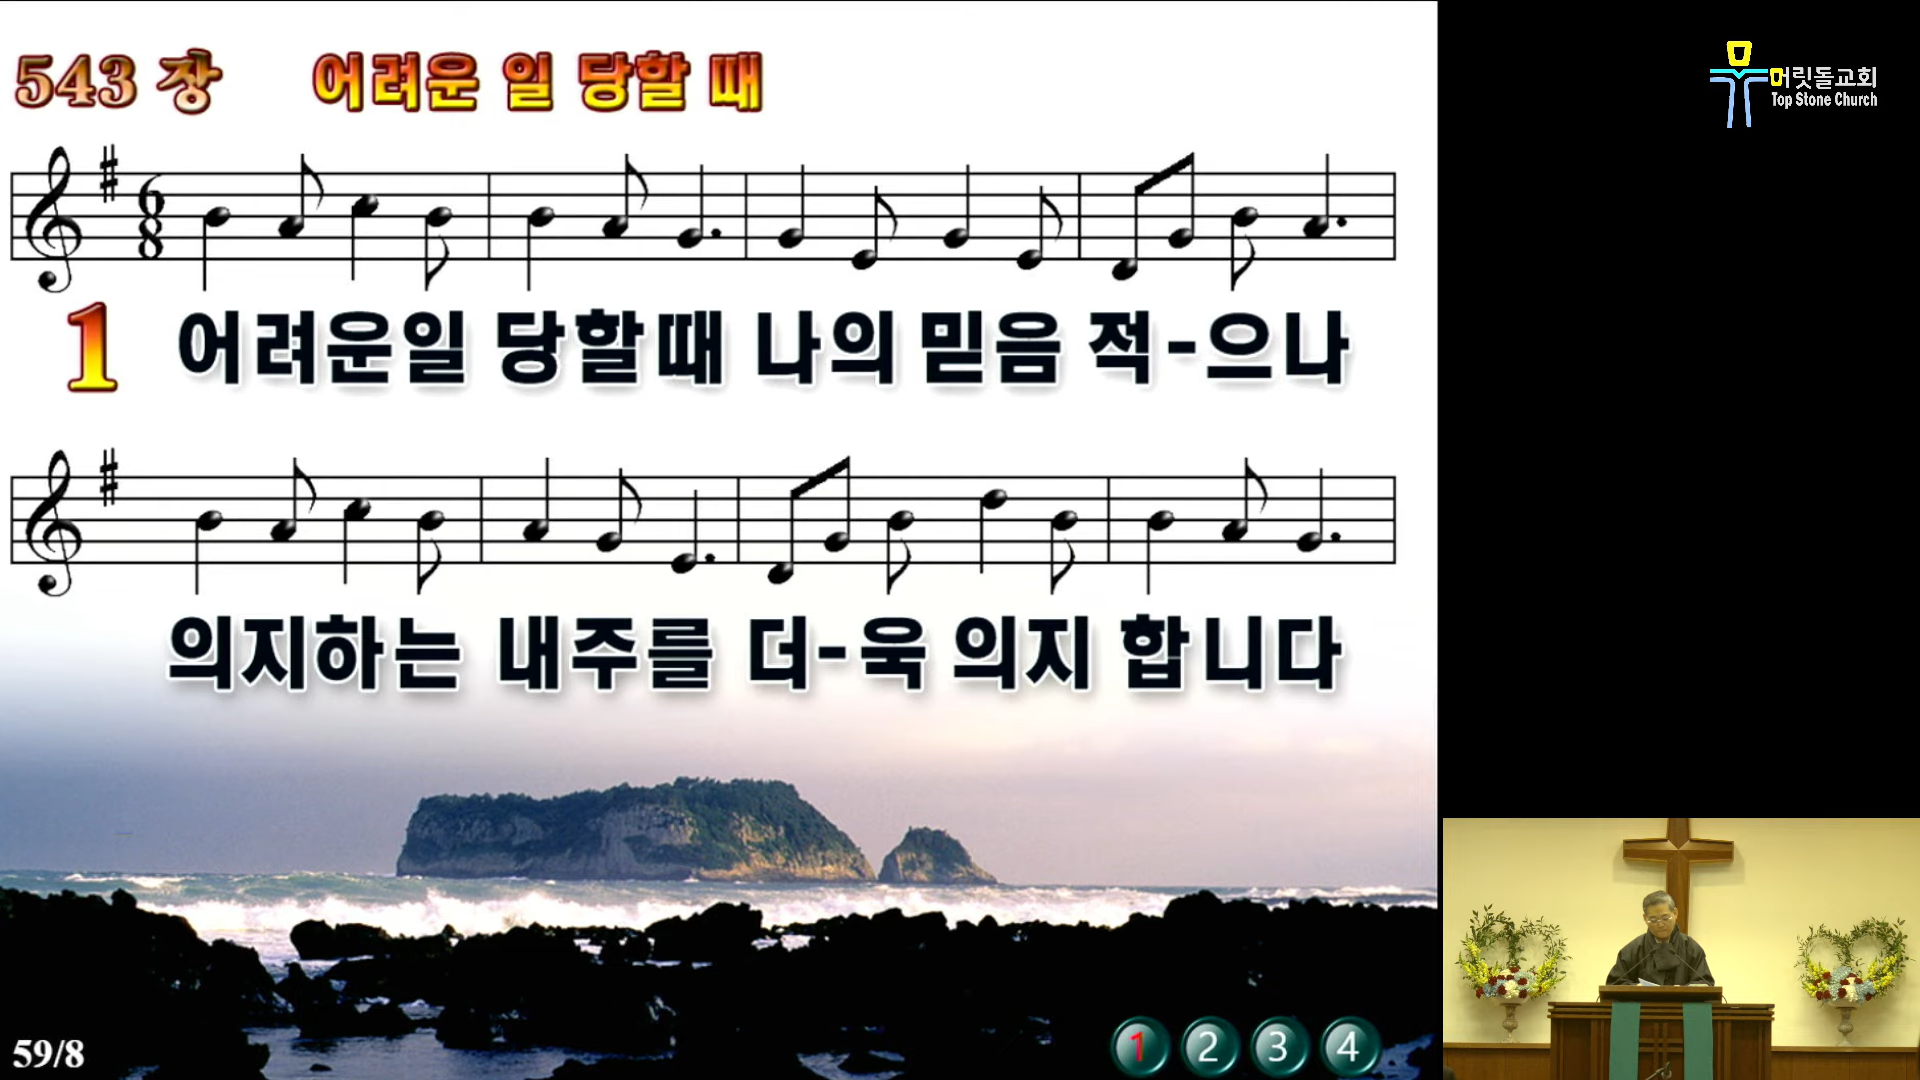 543 장 어려운 일 당할 때
머릿돌교회
Top Stone Church
6
8
1 어려운일 당할때 나의 믿음 적-으나
의지하는 내주를 더-욱 의지 합니다
59/8
1 2 3 4